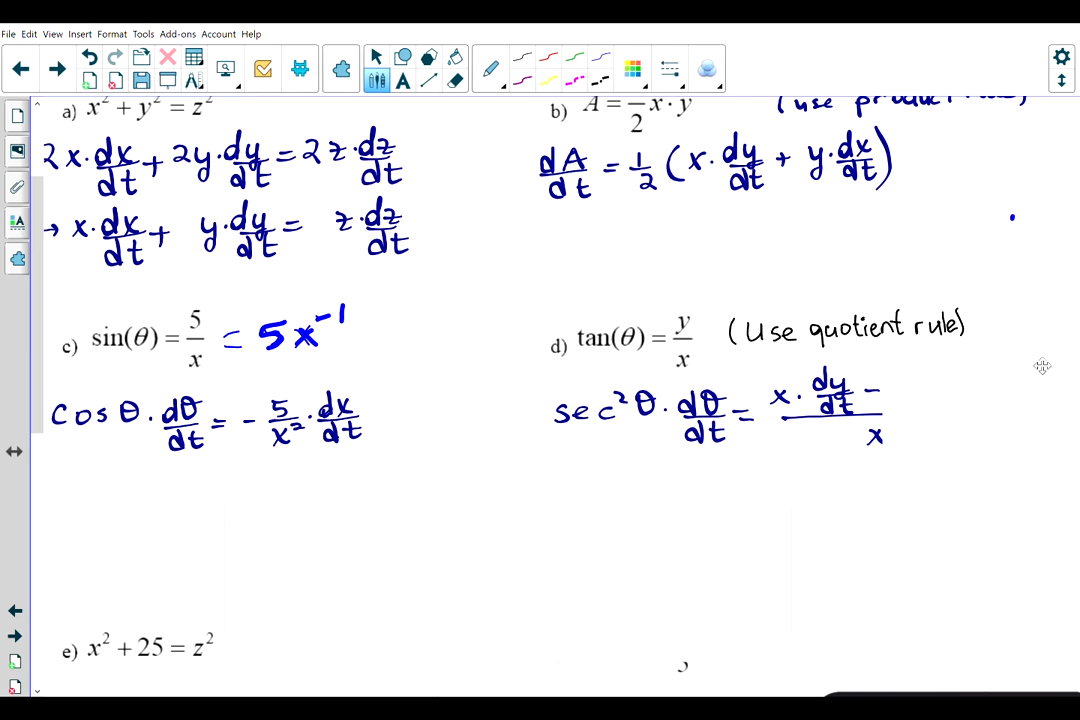 File Edit View Insert Format Tools Add-ons Account Help
a) x² + y² = z²
b) A = 1/2 x · y (use product rule)
2x · dx/dt + 2y · dy/dt = 2z · dz/dt
dA/dt = 1/2 (x · dy/dt + y · dx/dt)
→ x · dx/dt + y · dy/dt = z · dz/dt
c) sin(θ) = 5/x = 5x⁻¹
d) tan(θ) = y/x (Use quotient rule)
cos θ · dθ/dt = - 5/x² · dx/dt
sec² θ · dθ/dt = x · dy/dt - / x
e) x² + 25 = z²